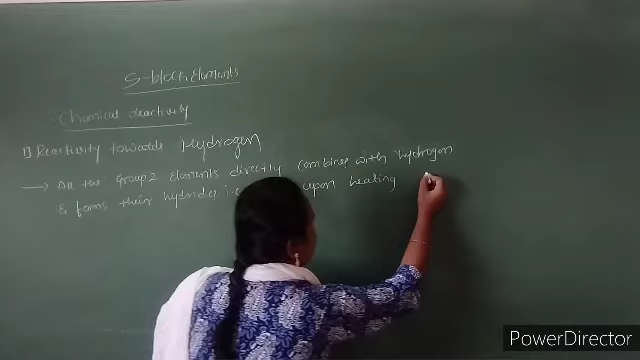 S-block Elements
Chemical reactivity
1) Reactivity towards Hydrogen
→ All the Group 2 Elements directly combines with hydrogen
& forms their hydrides i.e upon heating
PowerDirector